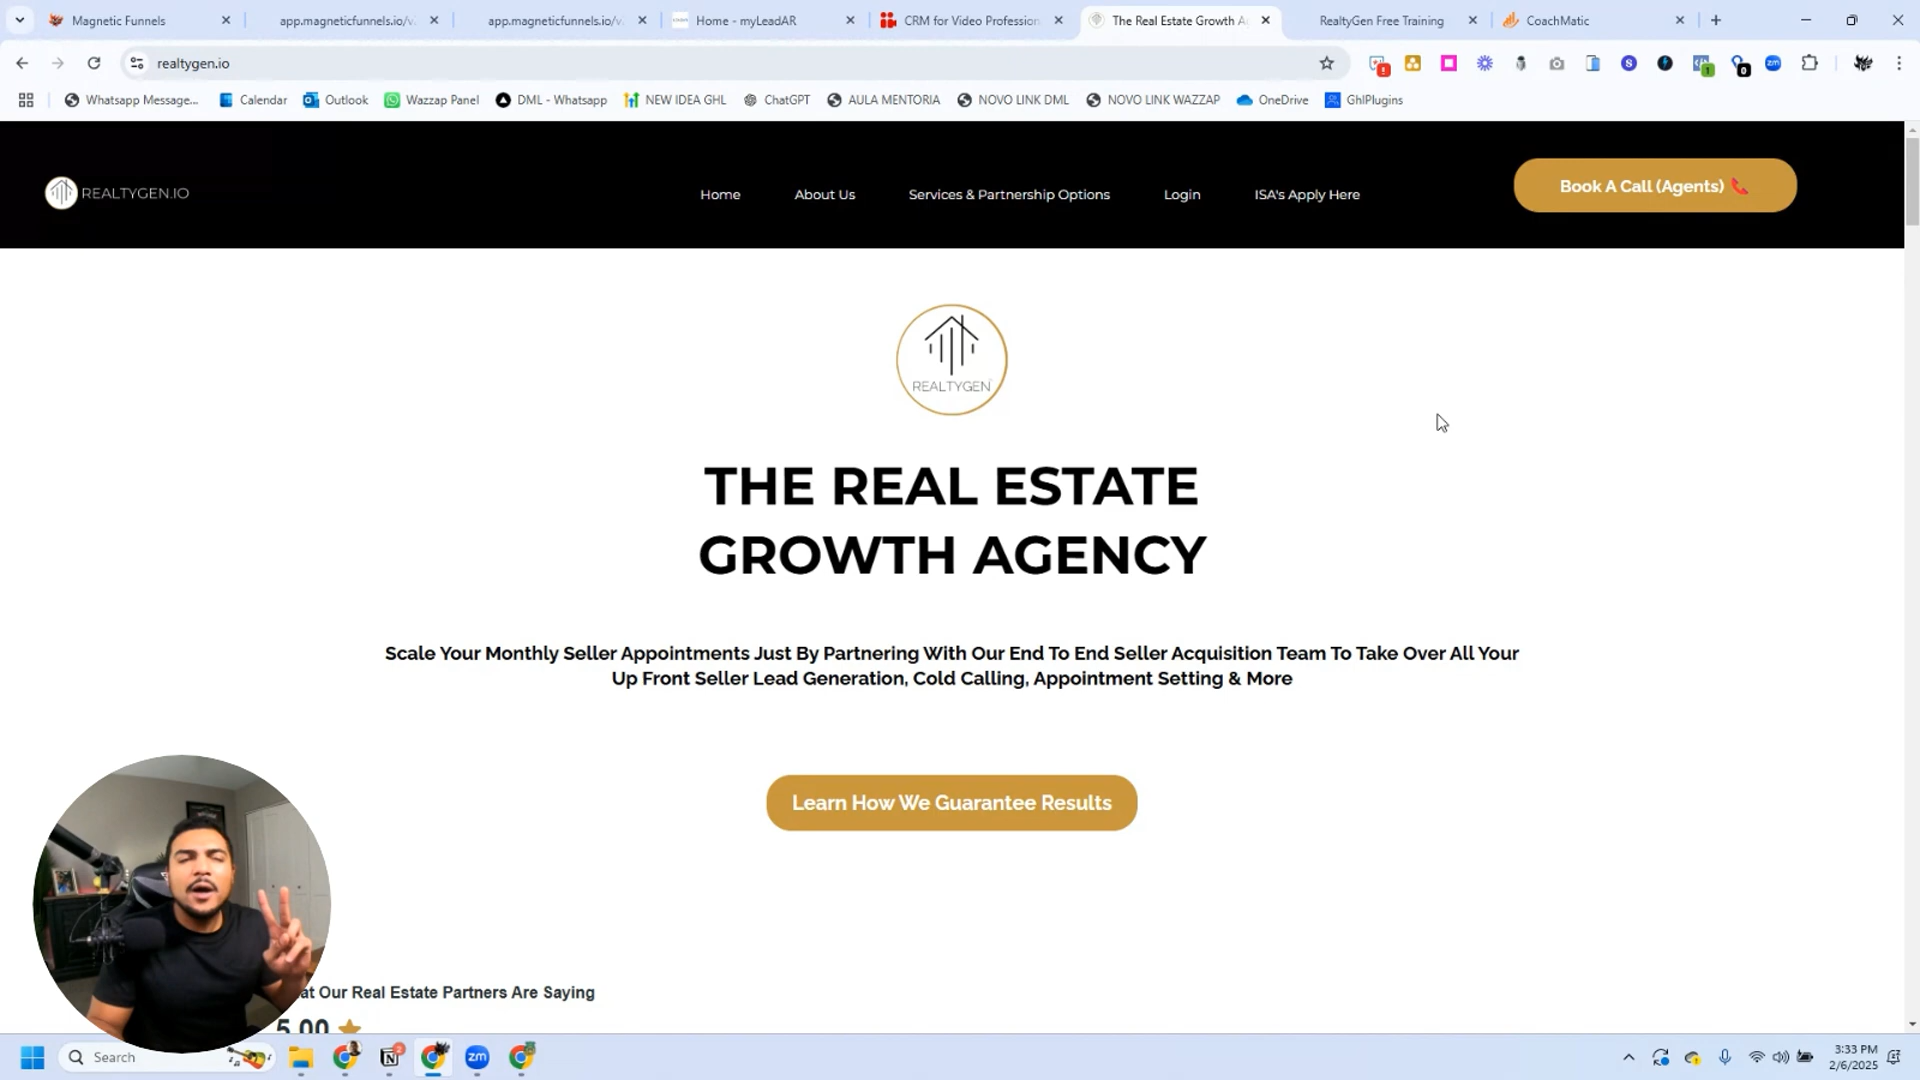 Magnetic Funnels
app.magneticfunnels.io/v
app.magneticfunnels.io/v
Home - myLeadAR
CRM for Video Profession
The Real Estate Growth A
RealtyGen Free Training
CoachMatic
realtygen.io
Whatsapp Message...
Calendar
Outlook
Wazzap Panel
DML - Whatsapp
NEW IDEA GHL
ChatGPT
AULA MENTORIA
NOVO LINK DML
NOVO LINK WAZZAP
OneDrive
GhlPlugins
REALTYGEN.IO
Home
About Us
Services & Partnership Options
Login
ISA's Apply Here
Book A Call (Agents)
REALTYGEN
THE REAL ESTATE
GROWTH AGENCY
Scale Your Monthly Seller Appointments Just By Partnering With Our End To End Seller Acquisition Team To Take Over All Your
Up Front Seller Lead Generation, Cold Calling, Appointment Setting & More
Learn How We Guarantee Results
at Our Real Estate Partners Are Saying
5.00
Search
3:33 PM
2/6/2025